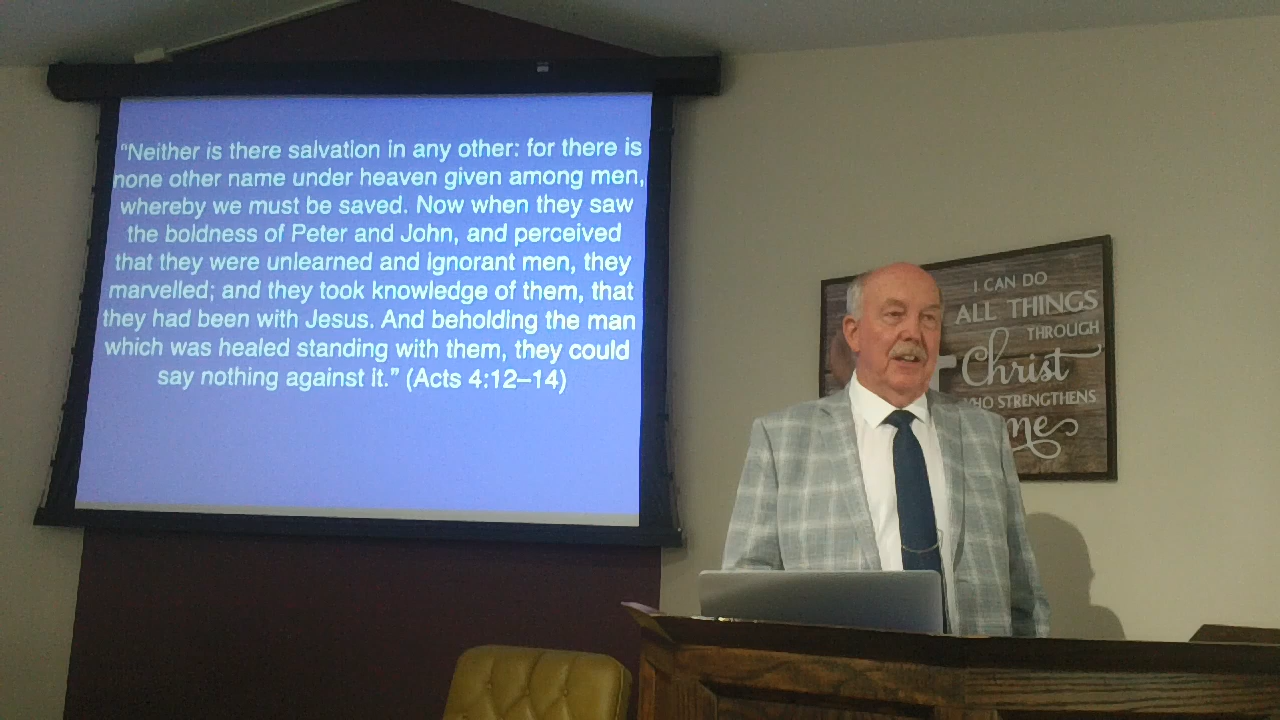 "Neither is there salvation in any other: for there is
none other name under heaven given among men,
whereby we must be saved. Now when they saw
the boldness of Peter and John, and perceived
that they were unlearned and ignorant men, they
marvelled; and they took knowledge of them, that
they had been with Jesus. And beholding the man
which was healed standing with them, they could
say nothing against it." (Acts 4:12–14)
I CAN DO
ALL THINGS
THROUGH
Christ
WHO STRENGTHENS
me